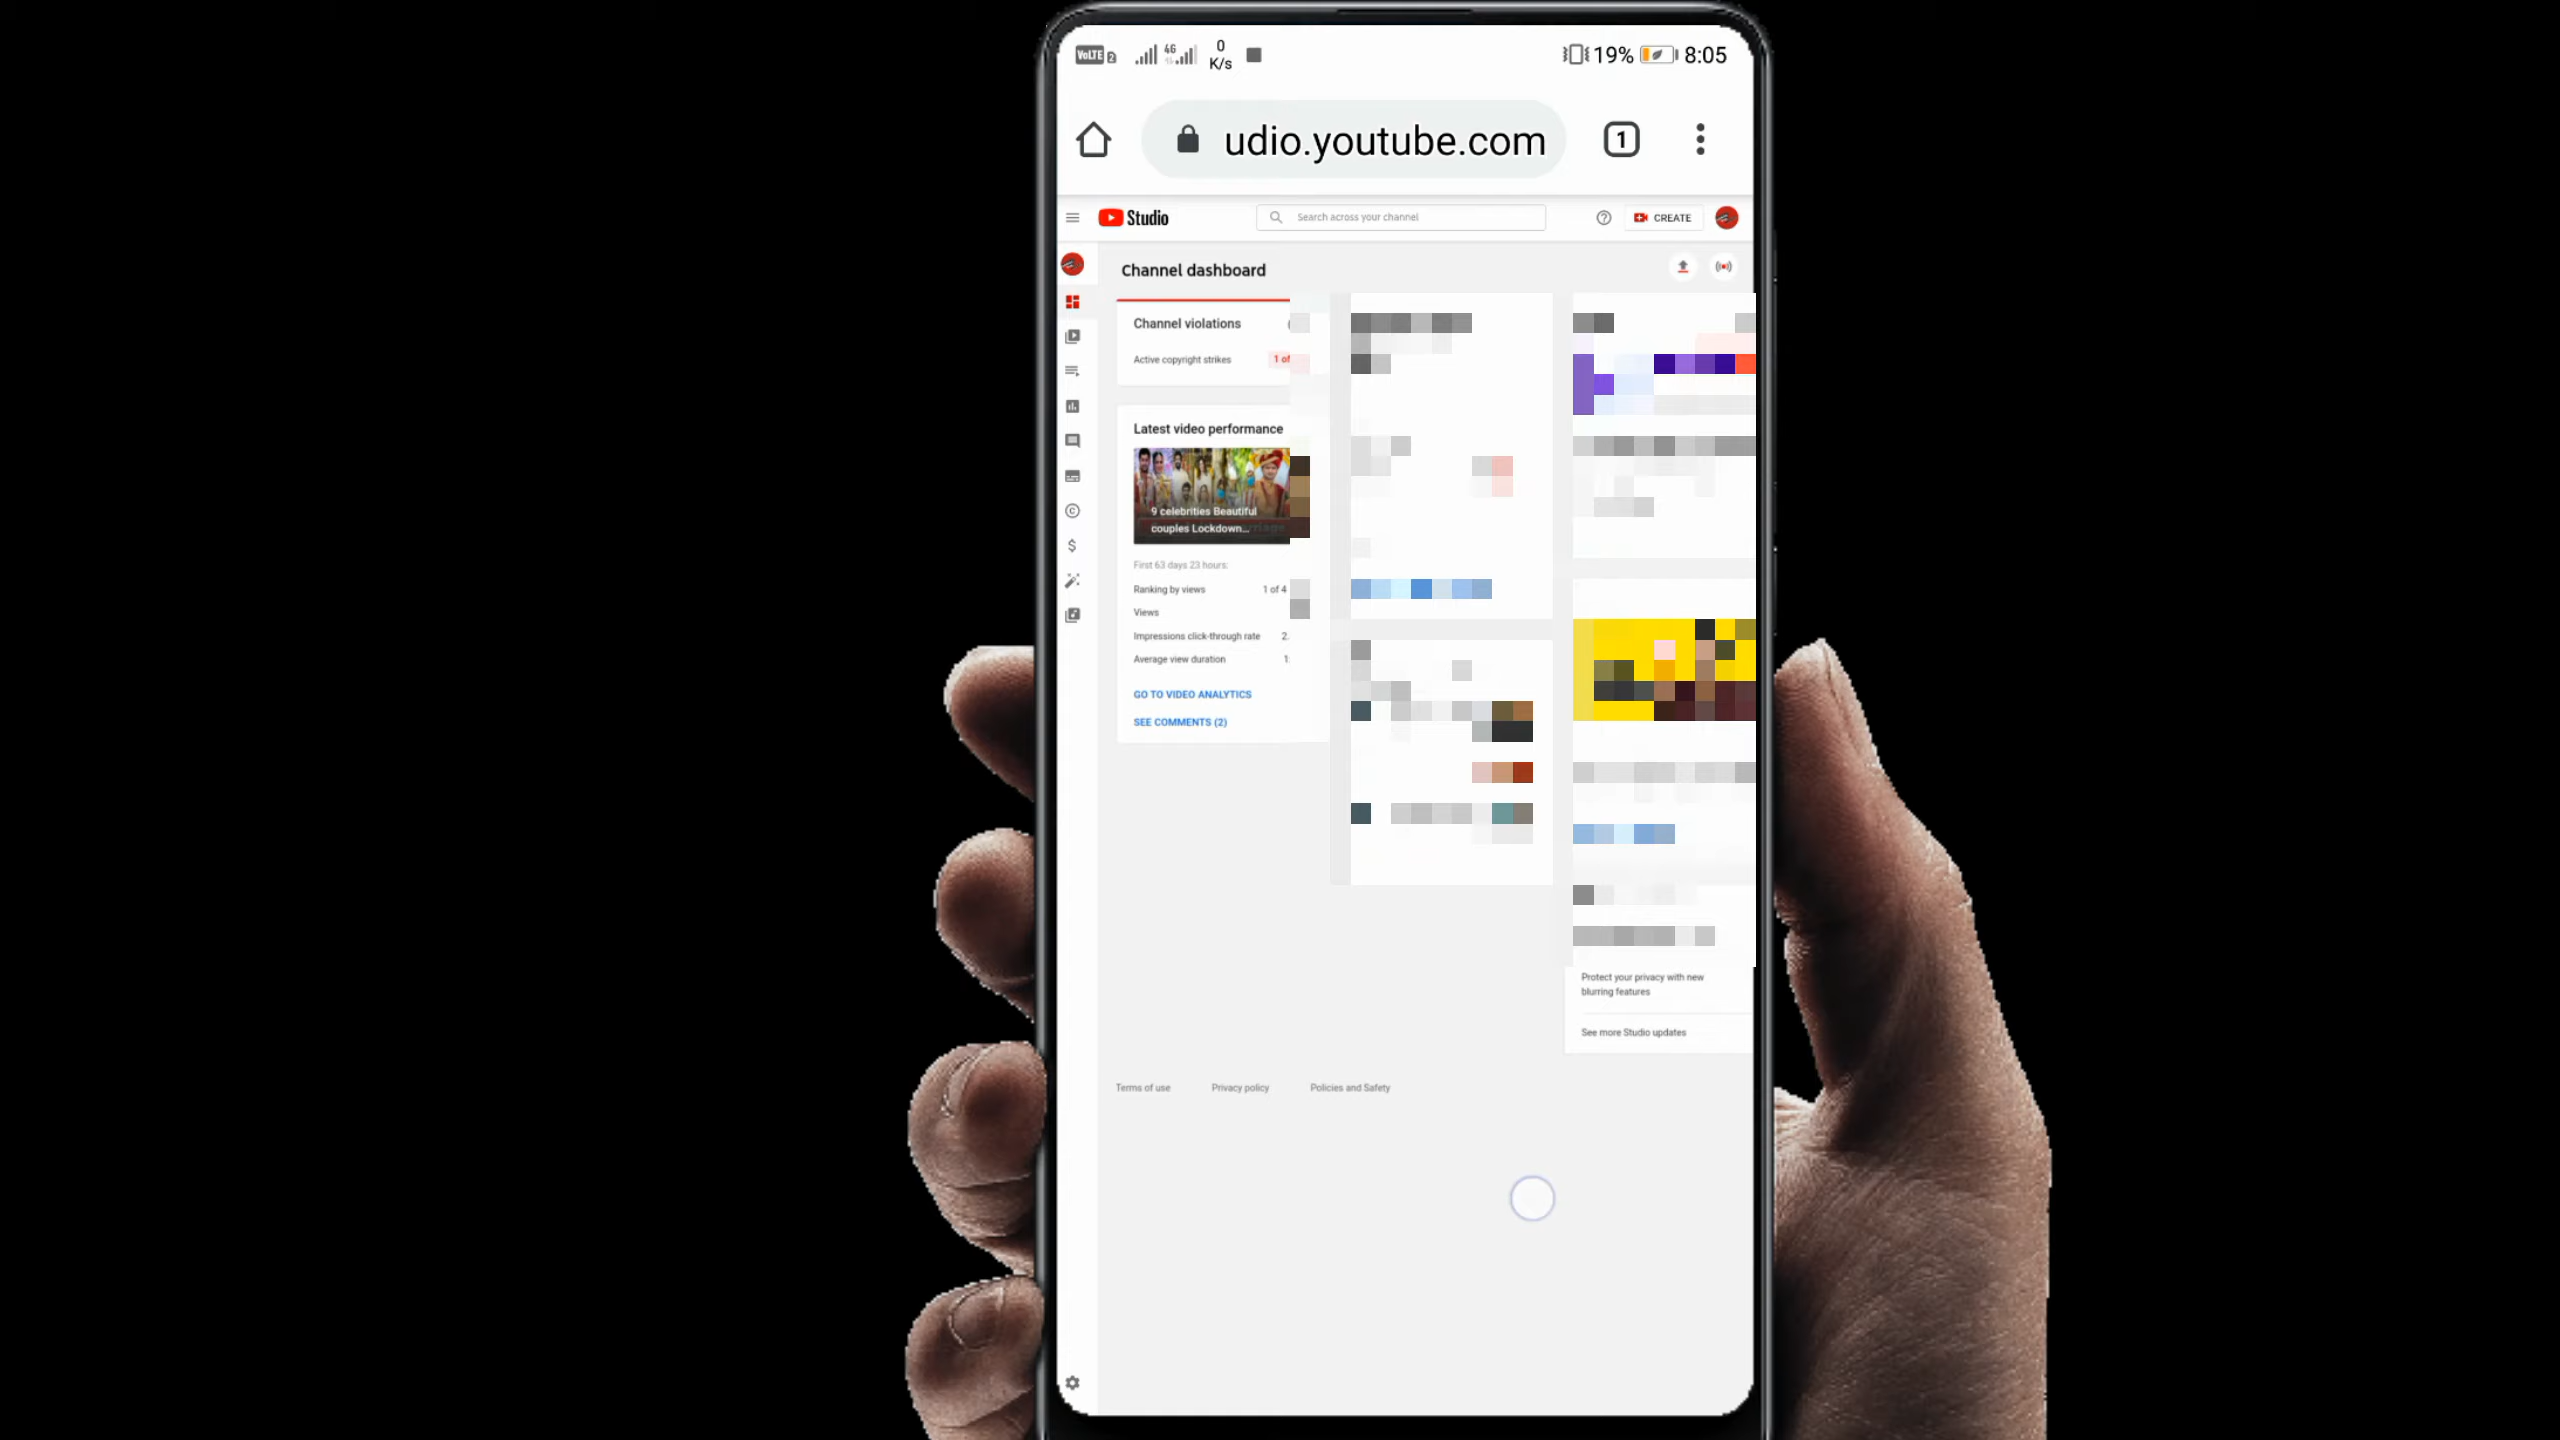 VoLTE 2 4G 0 K/s 19% 8:05
udio.youtube.com 1
Studio Search across your channel CREATE
Channel dashboard
Channel violations
Active copyright strikes 1 of
Latest video performance
9 celebrities Beautiful
couples Lockdown...
First 63 days 23 hours:
Ranking by views 1 of 4
Views
Impressions click-through rate 2.
Average view duration 1:
GO TO VIDEO ANALYTICS
SEE COMMENTS (2)
Protect your privacy with new
blurring features
See more Studio updates
Terms of use Privacy policy Policies and Safety